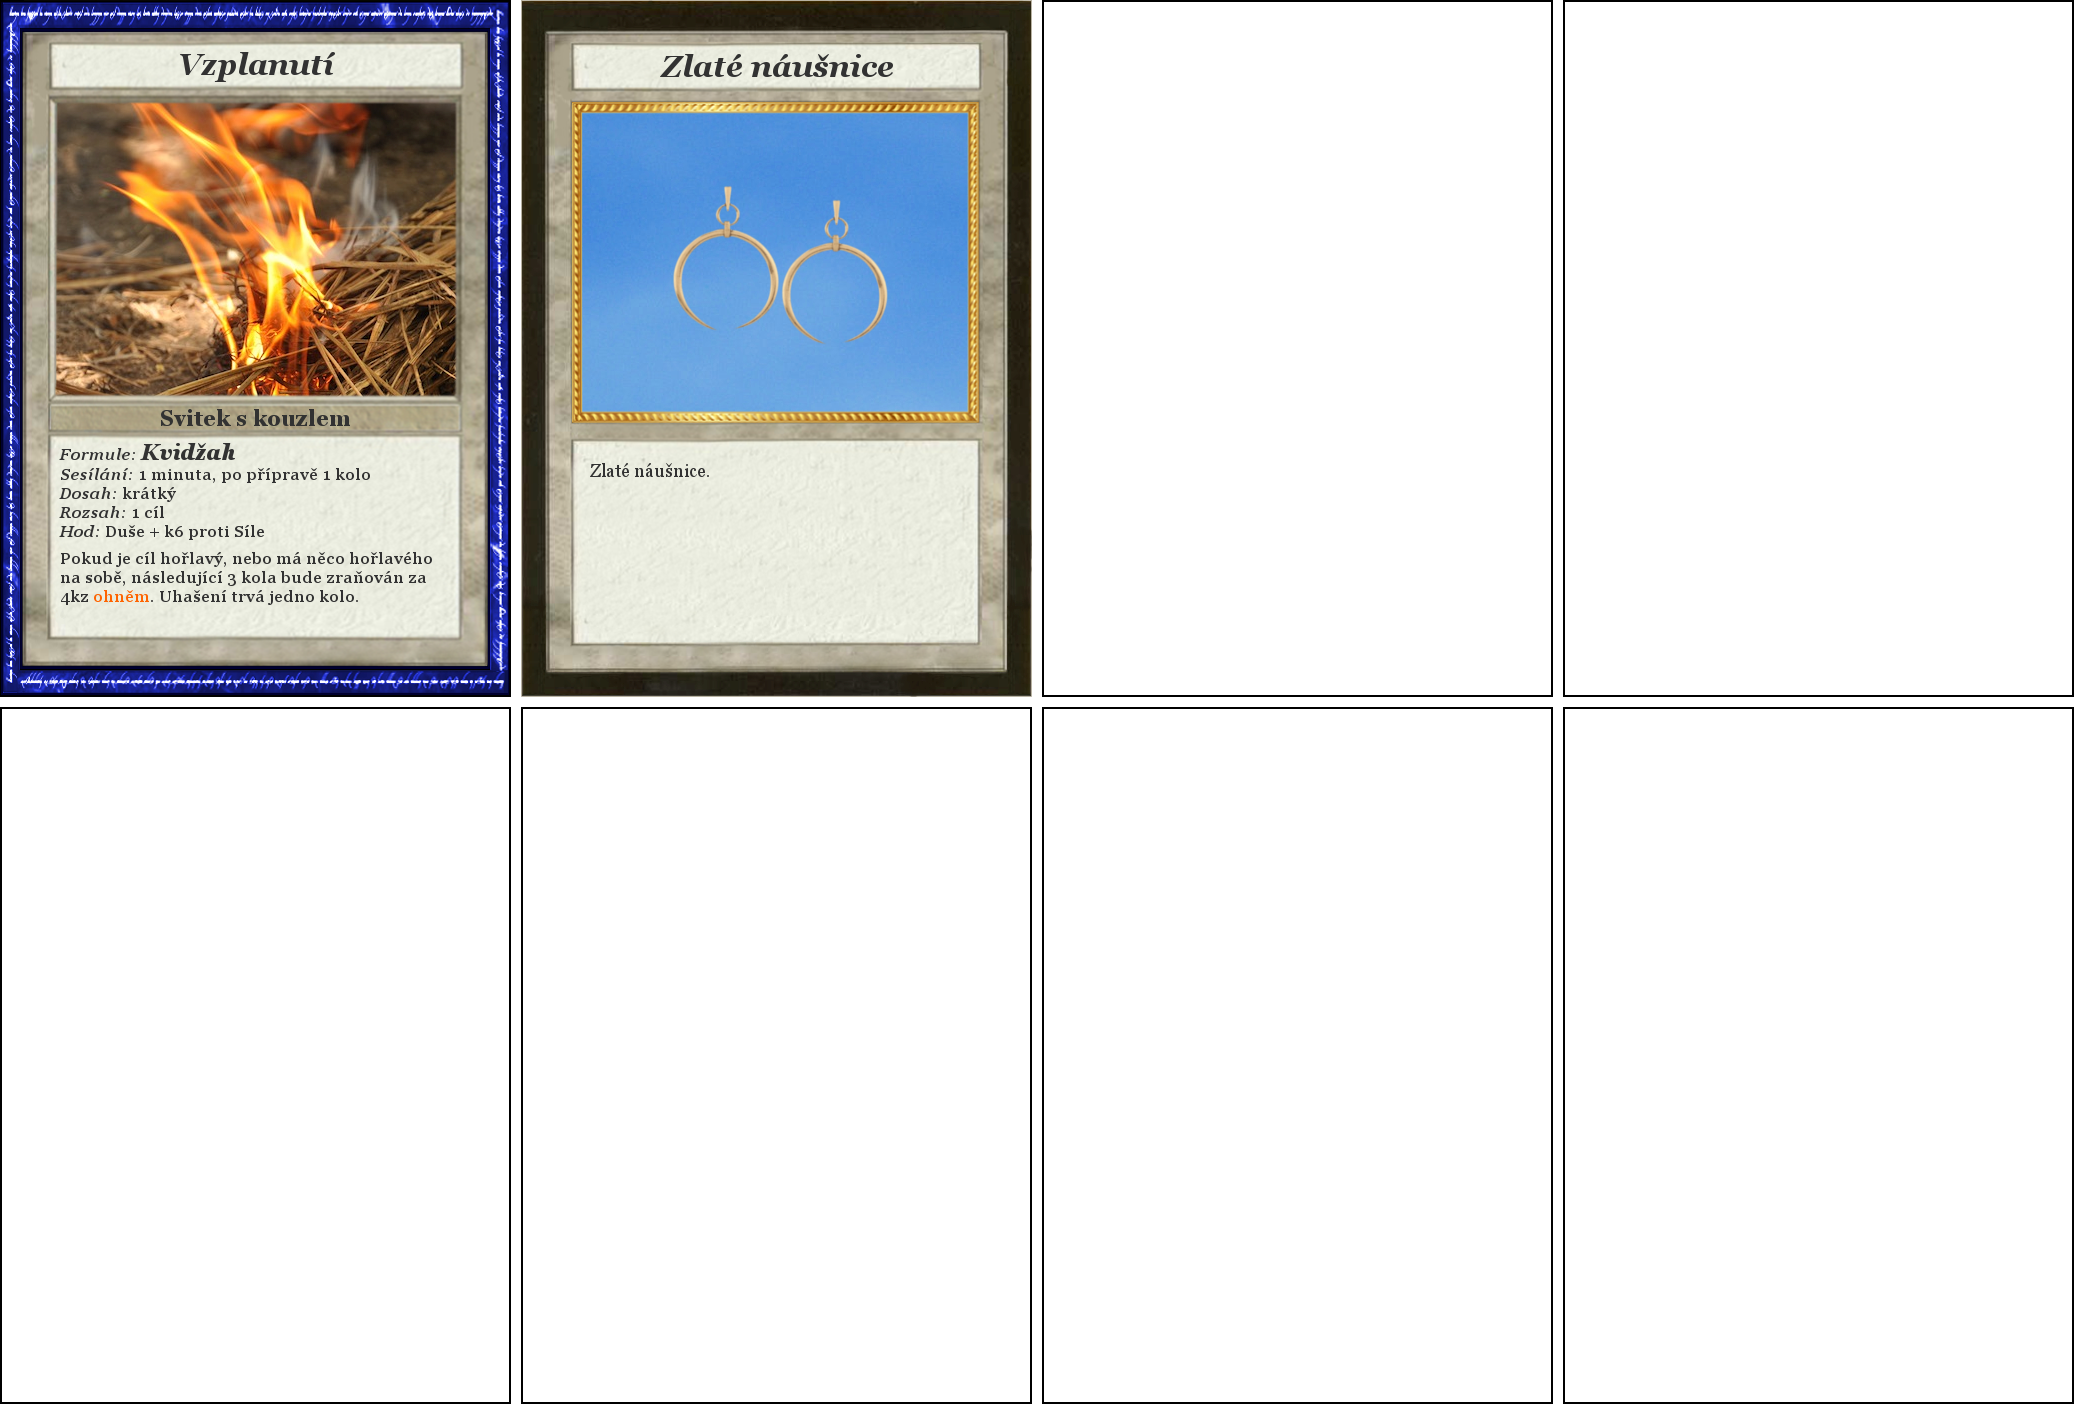 Vzplanutí
Svitek s kouzlem
Formule: Kvidžah
Sesílání: 1 minuta, po přípravě 1 kolo
Dosah: krátký
Rozsah: 1 cíl
Hod: Duše + k6 proti Síle
Pokud je cíl hořlavý, nebo má něco hořlavého
na sobě, následující 3 kola bude zraňován za
4kz ohněm. Uhašení trvá jedno kolo.
Zlaté náušnice
Zlaté náušnice.